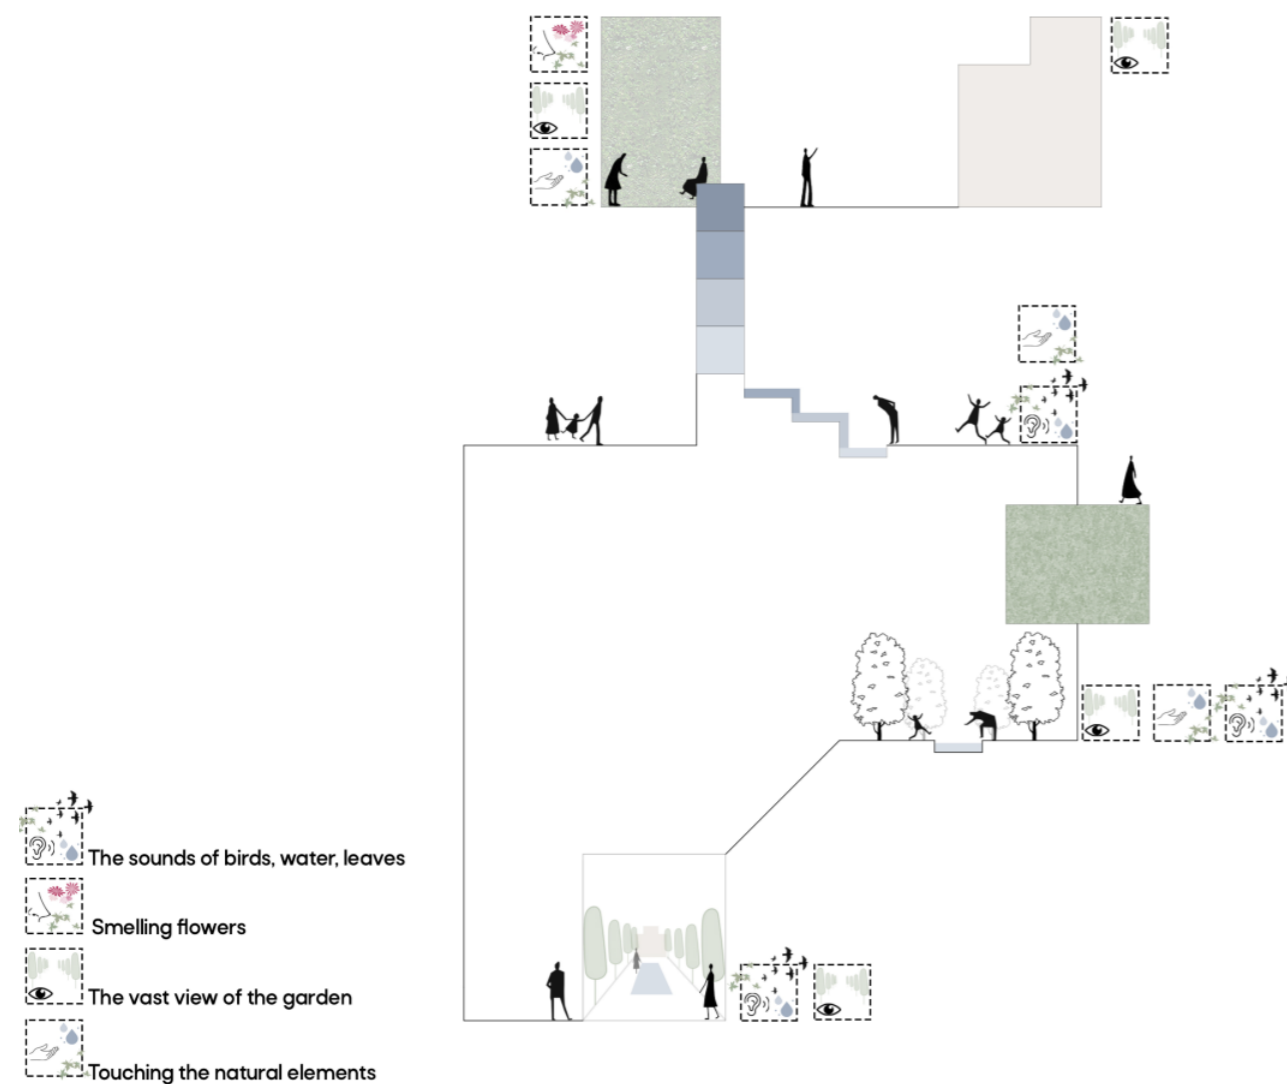 The sounds of birds, water, leaves
Smelling flowers
The vast view of the garden
Touching the natural elements